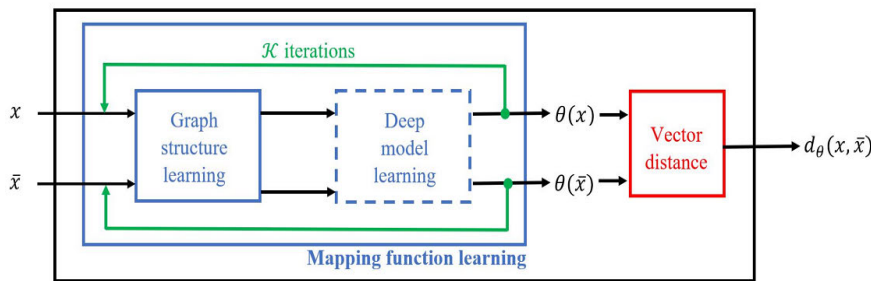 𝒦 iterations
x
x̄
Graph
structure
learning
Deep
model
learning
θ(x)
θ(x̄)
Vector
distance
d_θ(x, x̄)
Mapping function learning